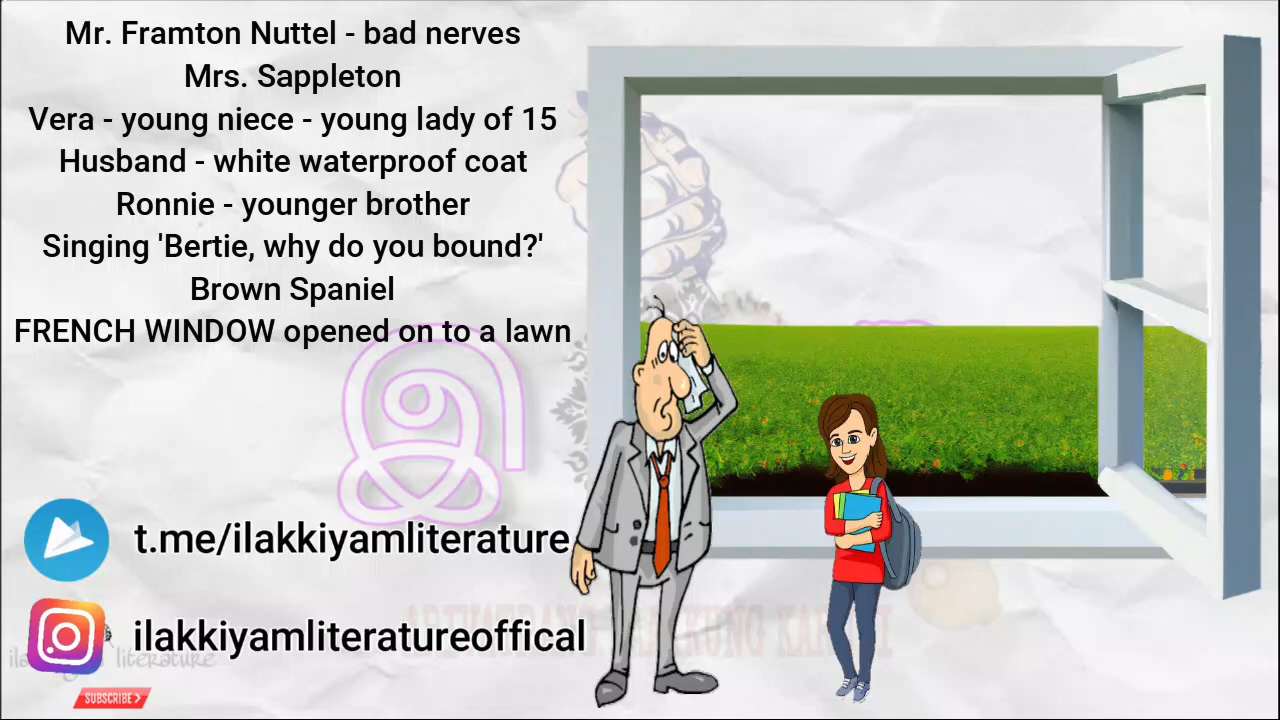 Mr. Framton Nuttel - bad nerves
Mrs. Sappleton
Vera - young niece - young lady of 15
Husband - white waterproof coat
Ronnie - younger brother
Singing 'Bertie, why do you bound?'
Brown Spaniel
FRENCH WINDOW opened on to a lawn
இ
t.me/ilakkiyamliterature
ilakkiyamliteratureoffical
literature
SUBSCRIBE >